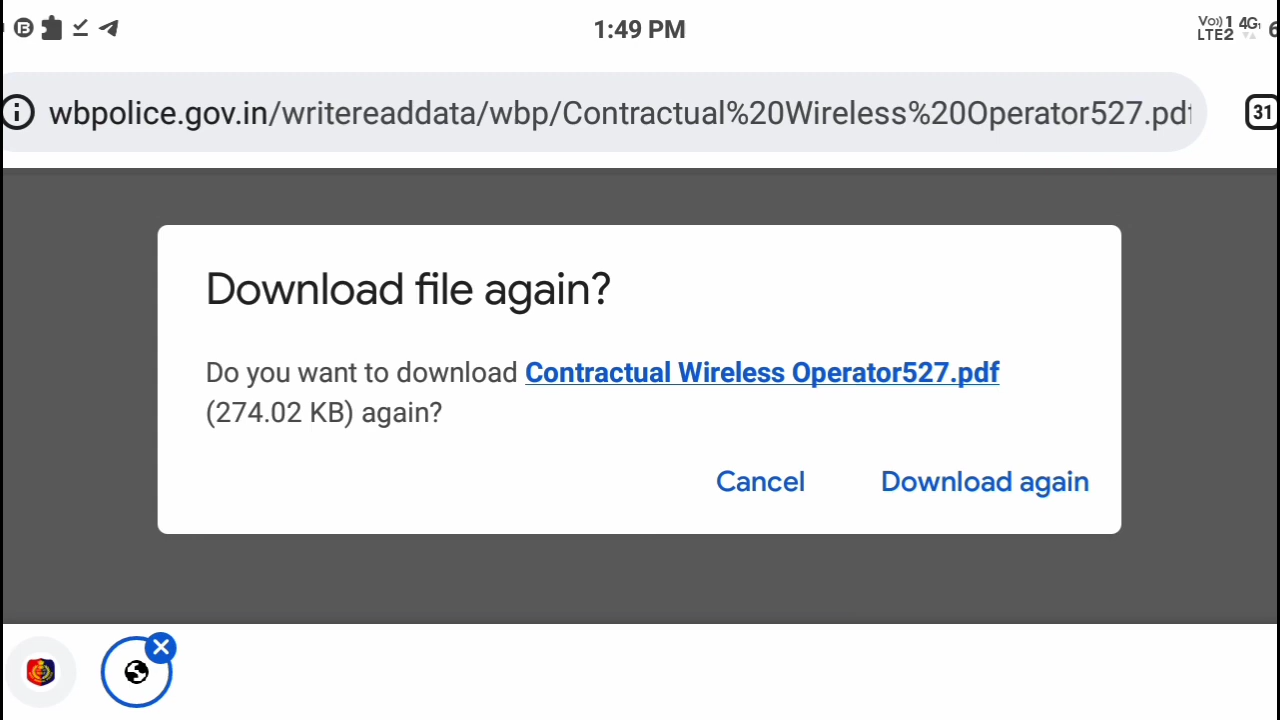 1:49 PM
Vo)) 1 4G
LTE2
wbpolice.gov.in/writereaddata/wbp/Contractual%20Wireless%20Operator527.pdf
31
Download file again?
Do you want to download Contractual Wireless Operator527.pdf
(274.02 KB) again?
Cancel Download again